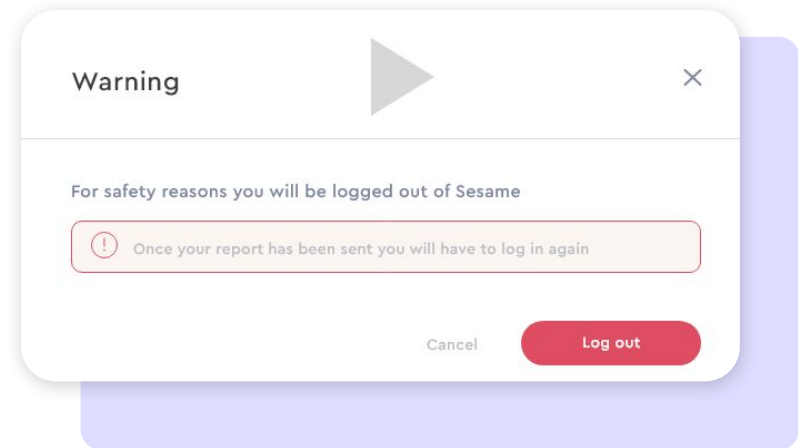 Warning
For safety reasons you will be logged out of Sesame
Once your report has been sent you will have to log in again
Cancel
Log out